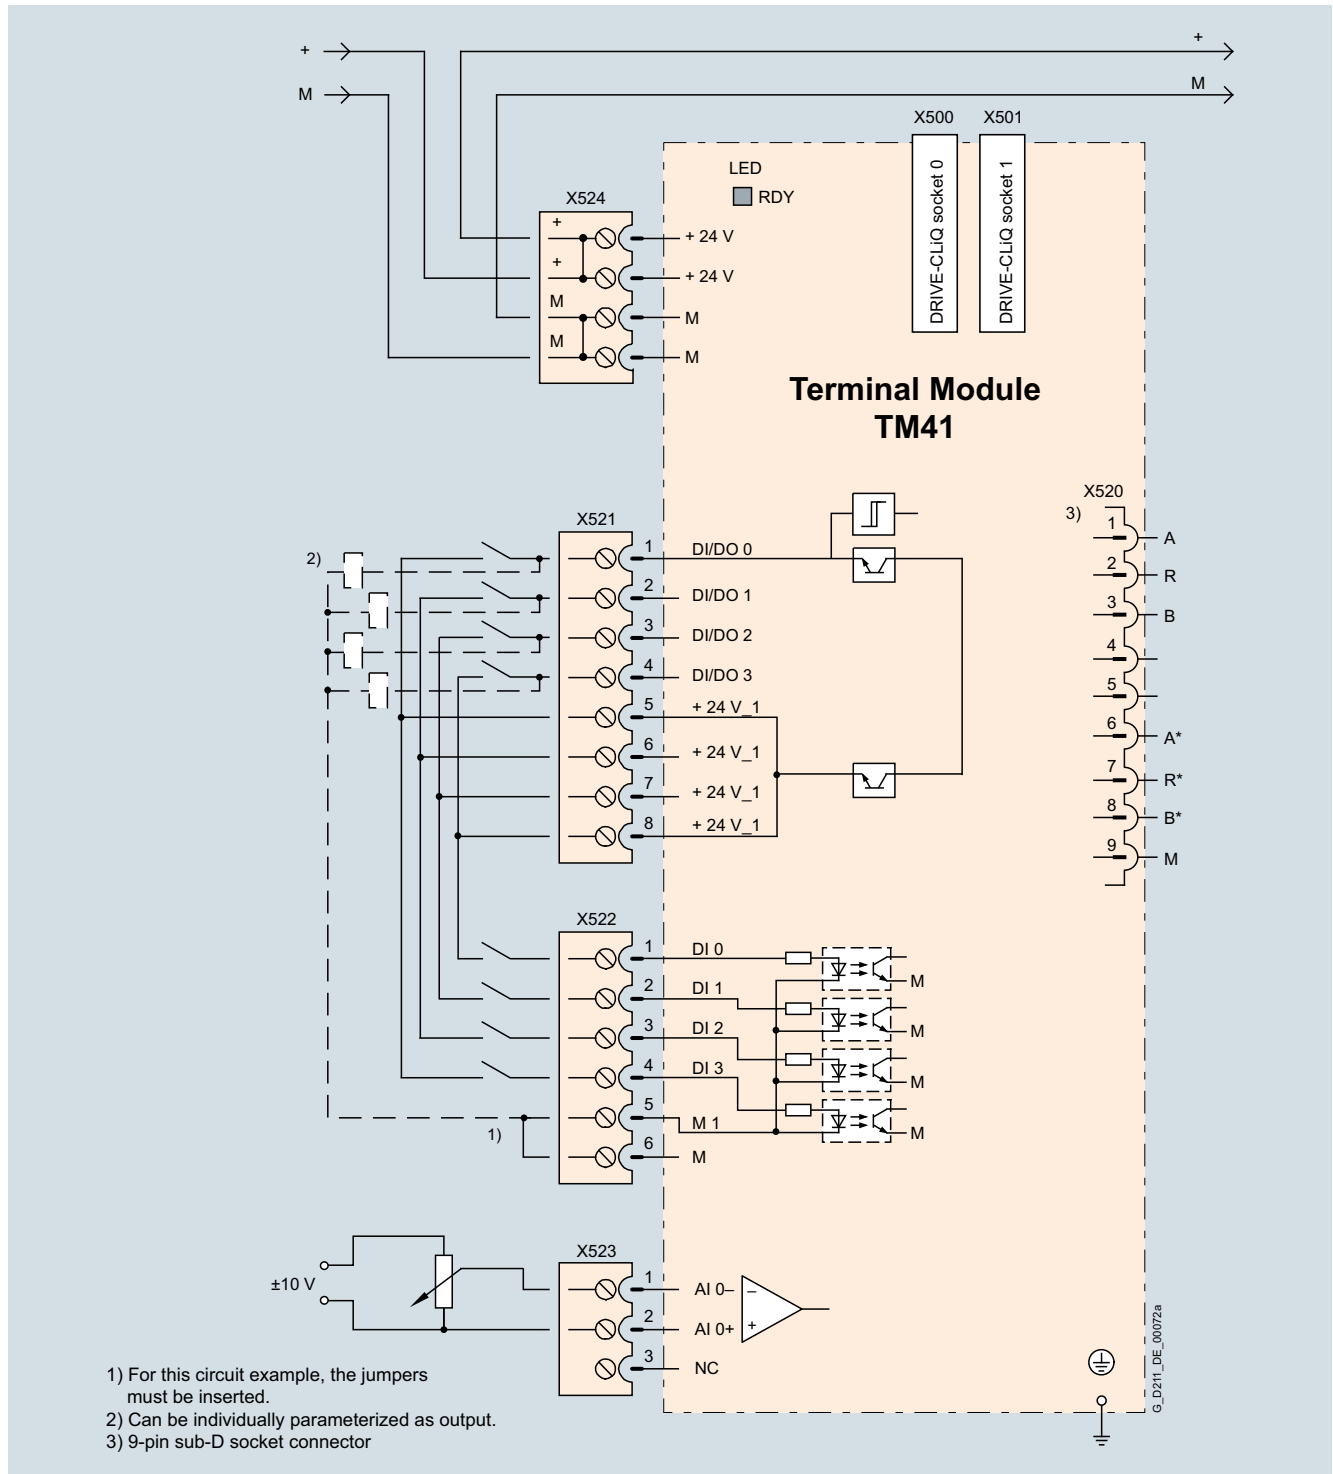 +
+
M
M
X500 X501
DRIVE-CLiQ socket 0
DRIVE-CLiQ socket 1
LED
RDY
X524
+
+ 24 V
+
+ 24 V
M
M
M
M
Terminal Module
TM41
X520
3)
1
A
2
R
3
B
4
5
6
A*
7
R*
8
B*
9
M
X521
2)
1
DI/DO 0
2
DI/DO 1
3
DI/DO 2
4
DI/DO 3
5
+ 24 V_1
6
+ 24 V_1
7
+ 24 V_1
8
+ 24 V_1
X522
1
DI 0
M
2
DI 1
M
3
DI 2
M
4
DI 3
M
5
M 1
1)
6
M
X523
±10 V
1
AI 0–
–
2
AI 0+
+
3
NC
G_D211_DE_00072a
1) For this circuit example, the jumpers
must be inserted.
2) Can be individually parameterized as output.
3) 9-pin sub-D socket connector